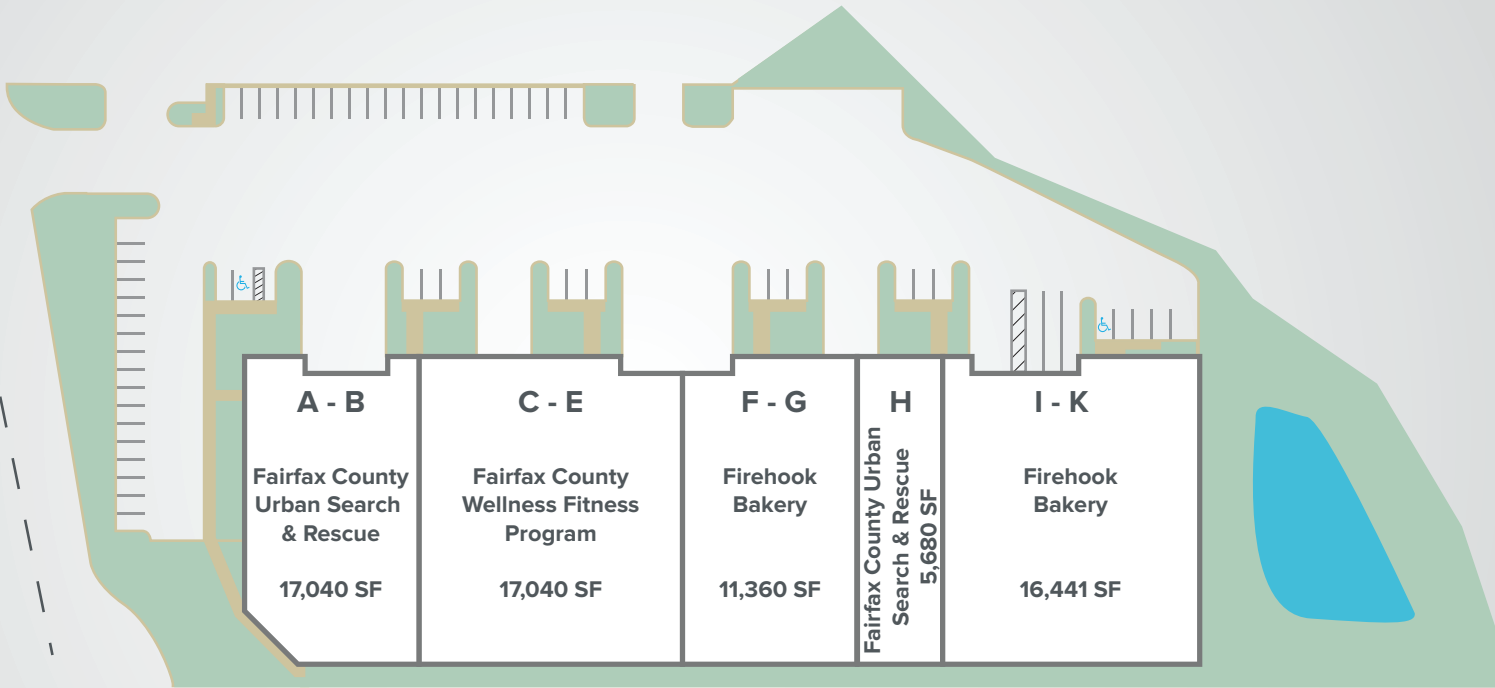 A - B
Fairfax County
Urban Search
& Rescue
17,040 SF
C - E
Fairfax County
Wellness Fitness
Program
17,040 SF
F - G
Firehook
Bakery
11,360 SF
H
Fairfax County Urban
Search & Rescue
5,680 SF
I - K
Firehook
Bakery
16,441 SF